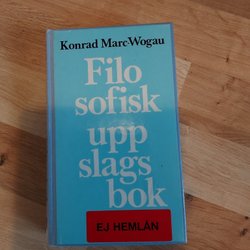 Konrad Marc-Wogau
Filo
sofisk
upp
slags
bok
EJ HEMLÅN